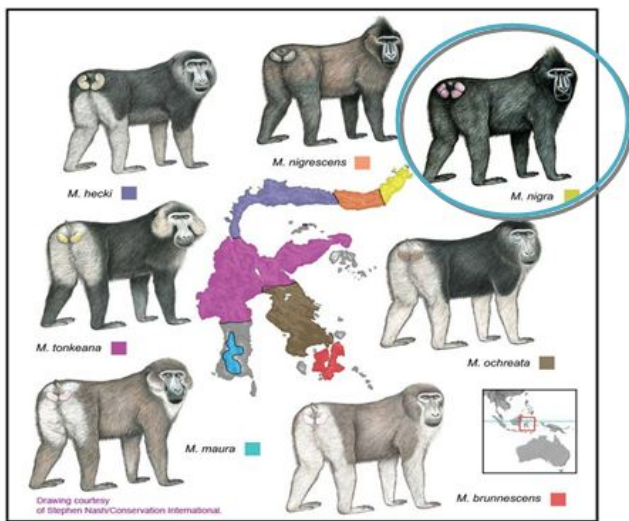 M. nigrescens
M. hecki
M. nigra
M. tonkeana
M. ochreata
M. maura
M. brunnescens
Drawing courtesy
of Stephen Nash/Conservation International.